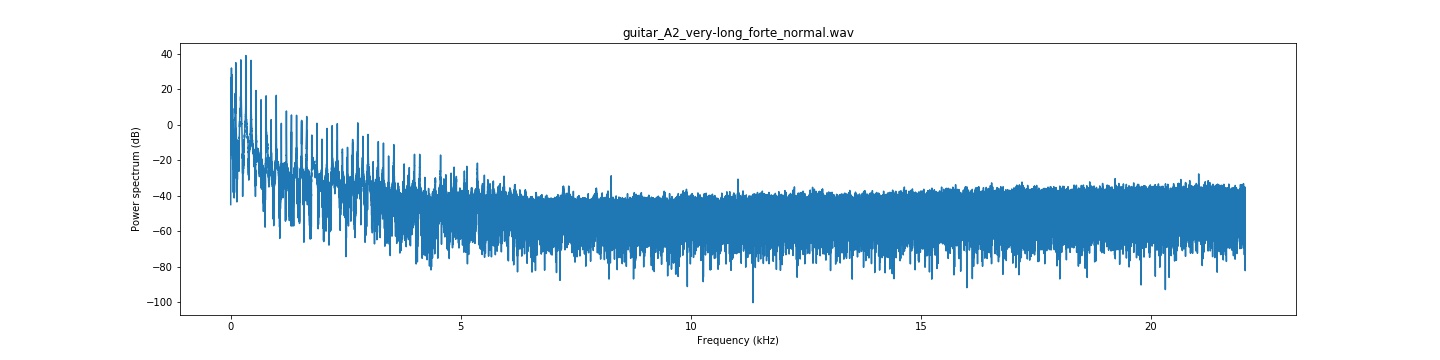 guitar_A2_very-long_forte_normal.wav
40
20
0
−20
−40
−60
−80
−100
Power spectrum (dB)
0 5 10 15 20
Frequency (kHz)